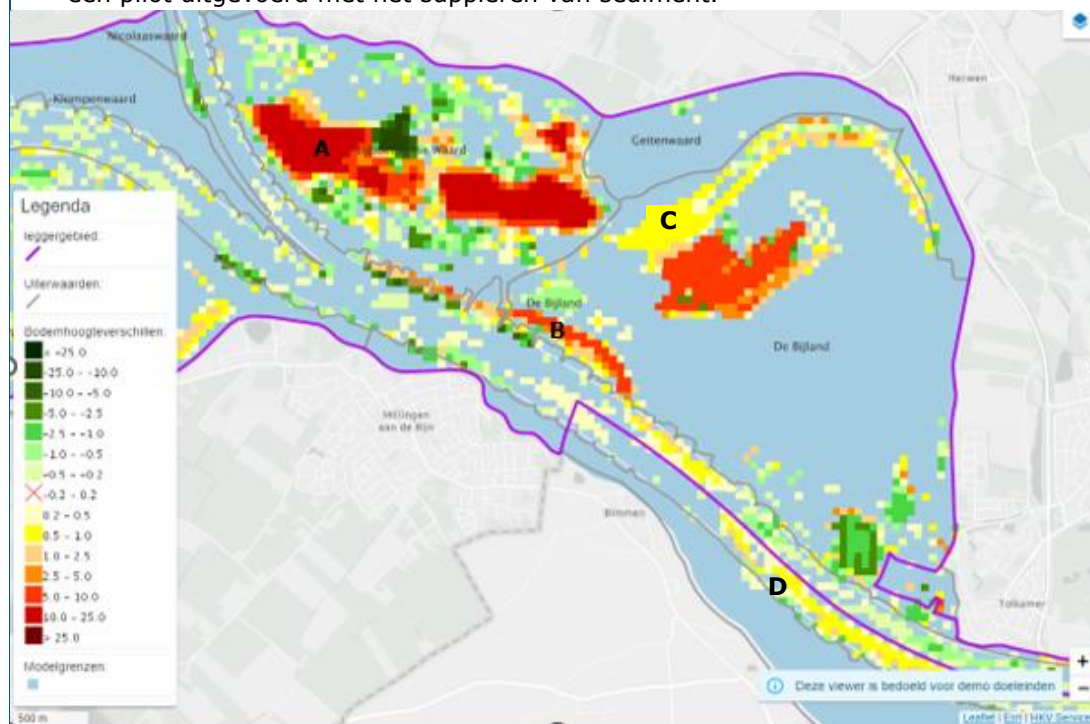 een pilot uitgevoerd met het suppleren van sediment.
Nicolaaswaard
Herwen
Klompenwaard
Geitenwaard
A
Waard
C
Legenda
leggergebied:
Uiterwaarden:
De Bijland
B
De Bijland
Bodemhoogteverschillen:
< -25.0
-25.0 - -10.0
-10.0 - -5.0
-5.0 - -2.5
-2.5 - -1.0
-1.0 - -0.5
-0.5 - -0.2
-0.2 - 0.2
0.2 - 0.5
0.5 - 1.0
1.0 - 2.5
2.5 - 5.0
5.0 - 10.0
10.0 - 25.0
> 25.0
Millingen
aan de Rijn
Bimmen
D
Tolkamer
Modelgrenzen:
+
Deze viewer is bedoeld voor demo doeleinden
−
500 m
Leaflet | Esri | HKV Services